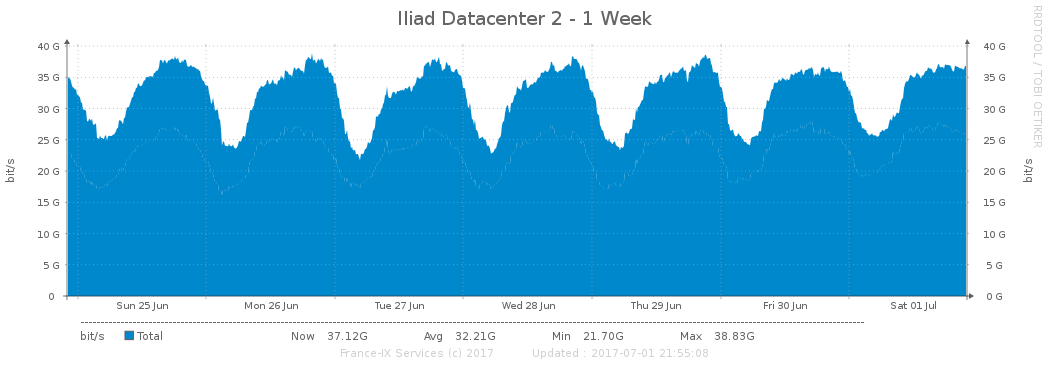 Iliad Datacenter 2 - 1 Week
RRDTOOL / TOBI OETIKER
40 G 40 G
35 G 35 G
30 G 30 G
25 G 25 G
20 G 20 G
15 G 15 G
10 G 10 G
5 G 5 G
0 0 G
bit/s bit/s
Sun 25 Jun Mon 26 Jun Tue 27 Jun Wed 28 Jun Thu 29 Jun Fri 30 Jun Sat 01 Jul
bit/s Total Now 37.12G Avg 32.21G Min 21.70G Max 38.83G
France-IX Services (c) 2017 Updated : 2017-07-01 21:55:08